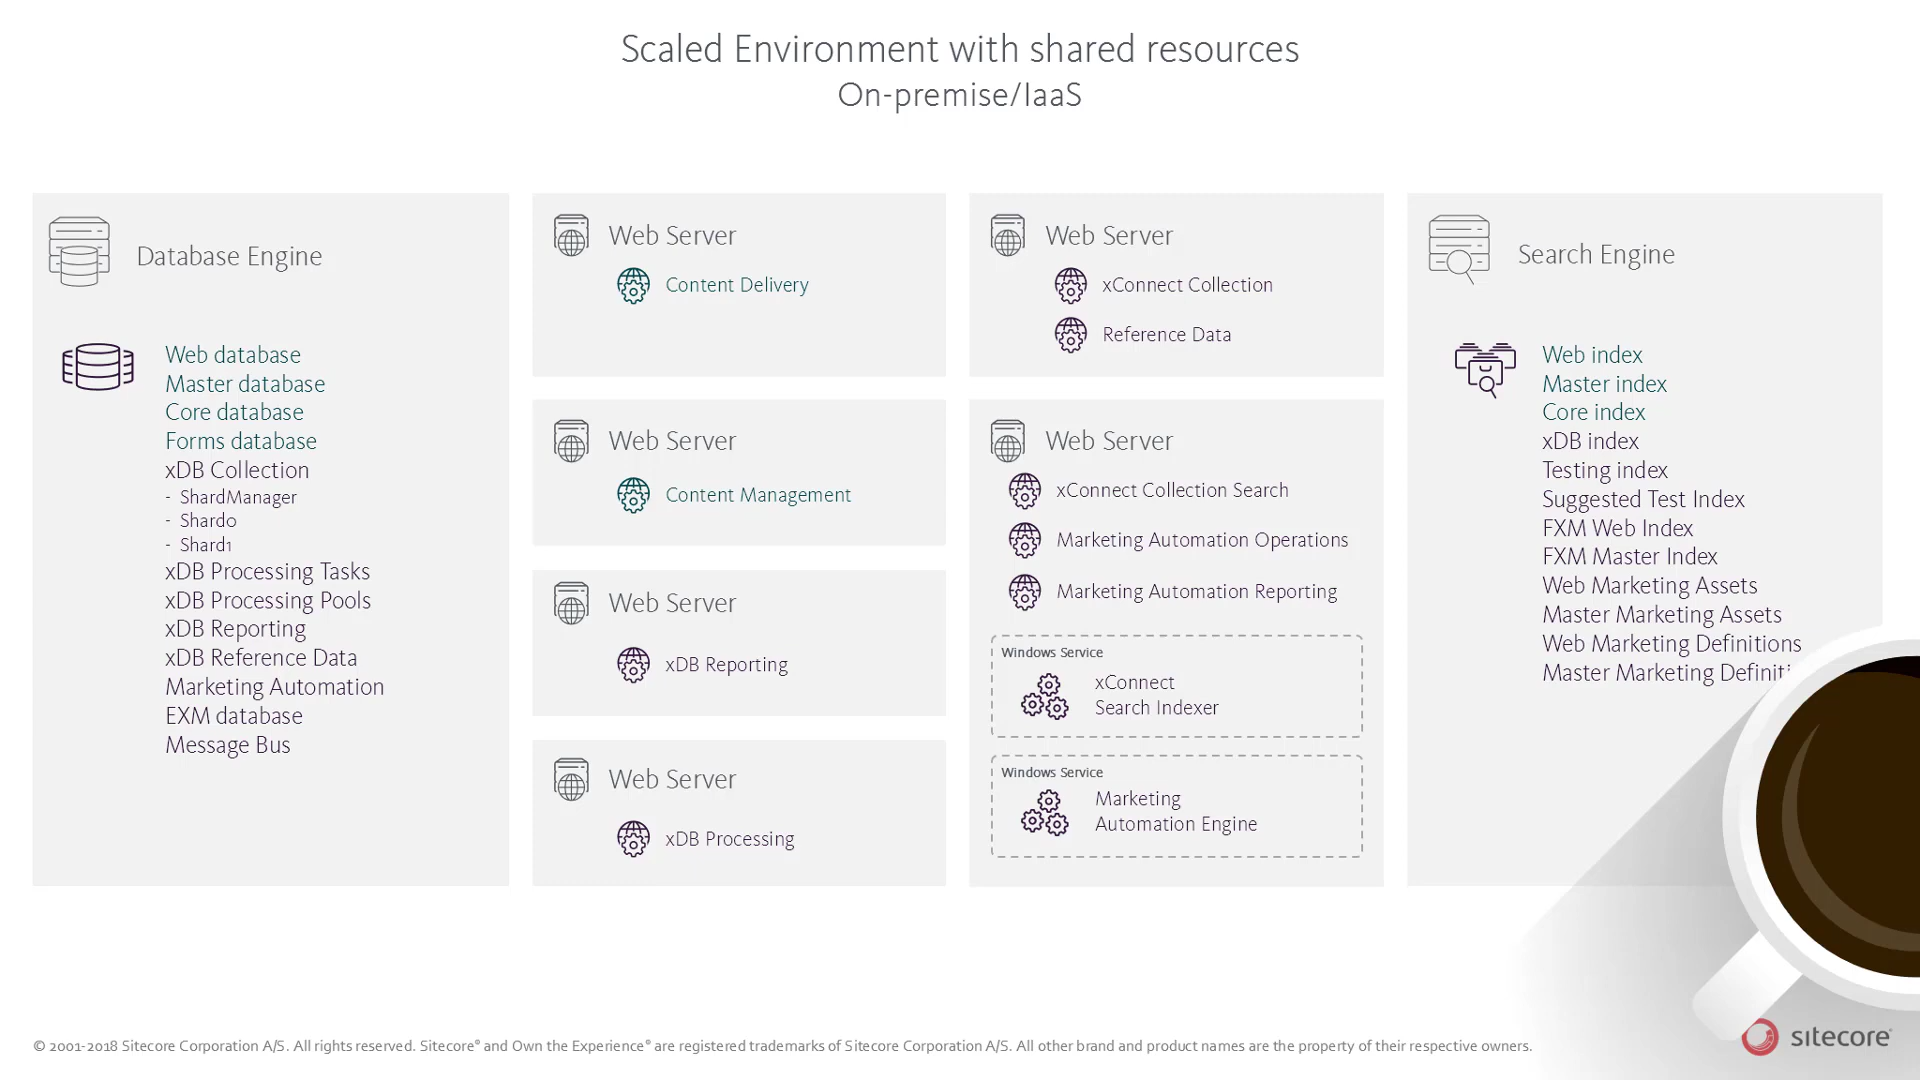 Scaled Environment with shared resources
On-premise/IaaS
Database Engine
Web database
Master database
Core database
Forms database
xDB Collection
- ShardManager
- Shard0
- Shard1
xDB Processing Tasks
xDB Processing Pools
xDB Reporting
xDB Reference Data
Marketing Automation
EXM database
Message Bus
Web Server
Content Delivery
Web Server
Content Management
Web Server
xDB Reporting
Web Server
xDB Processing
Web Server
xConnect Collection
Reference Data
Web Server
xConnect Collection Search
Marketing Automation Operations
Marketing Automation Reporting
Windows Service
xConnect
Search Indexer
Windows Service
Marketing
Automation Engine
Search Engine
Web index
Master index
Core index
xDB index
Testing index
Suggested Test Index
FXM Web Index
FXM Master Index
Web Marketing Assets
Master Marketing Assets
Web Marketing Definitions
Master Marketing
© 2001-2018 Sitecore Corporation A/S. All rights reserved. Sitecore® and Own the Experience® are registered trademarks of Sitecore Corporation A/S. All other brand and product names are the property of their respective owners.
sitecore